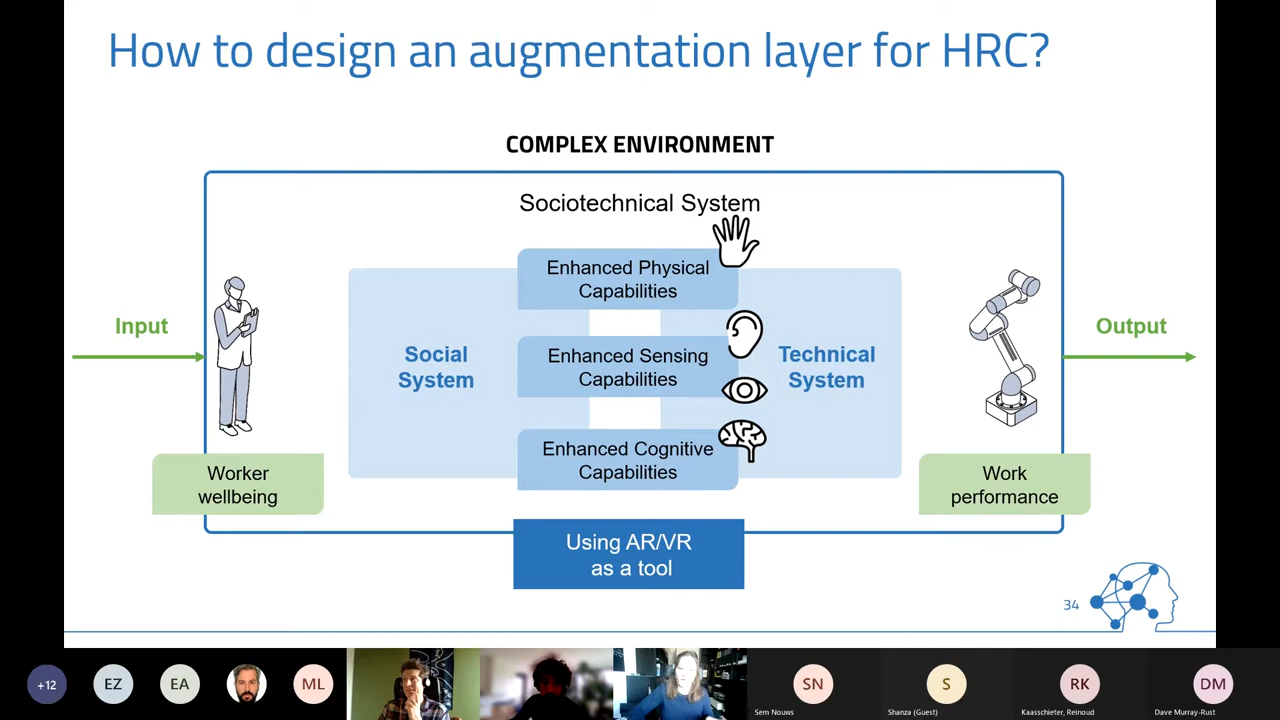 How to design an augmentation layer for HRC?
COMPLEX ENVIRONMENT
Sociotechnical System
Enhanced Physical
Capabilities
Input
Output
Social
System
Enhanced Sensing
Capabilities
Technical
System
Enhanced Cognitive
Capabilities
Worker
wellbeing
Work
performance
Using AR/VR
as a tool
34
+12
EZ
EA
ML
SN
S
RK
DM
Sem Nouws
Shanza (Guest)
Kaasschieter, Reinoud
Dave Murray-Rust